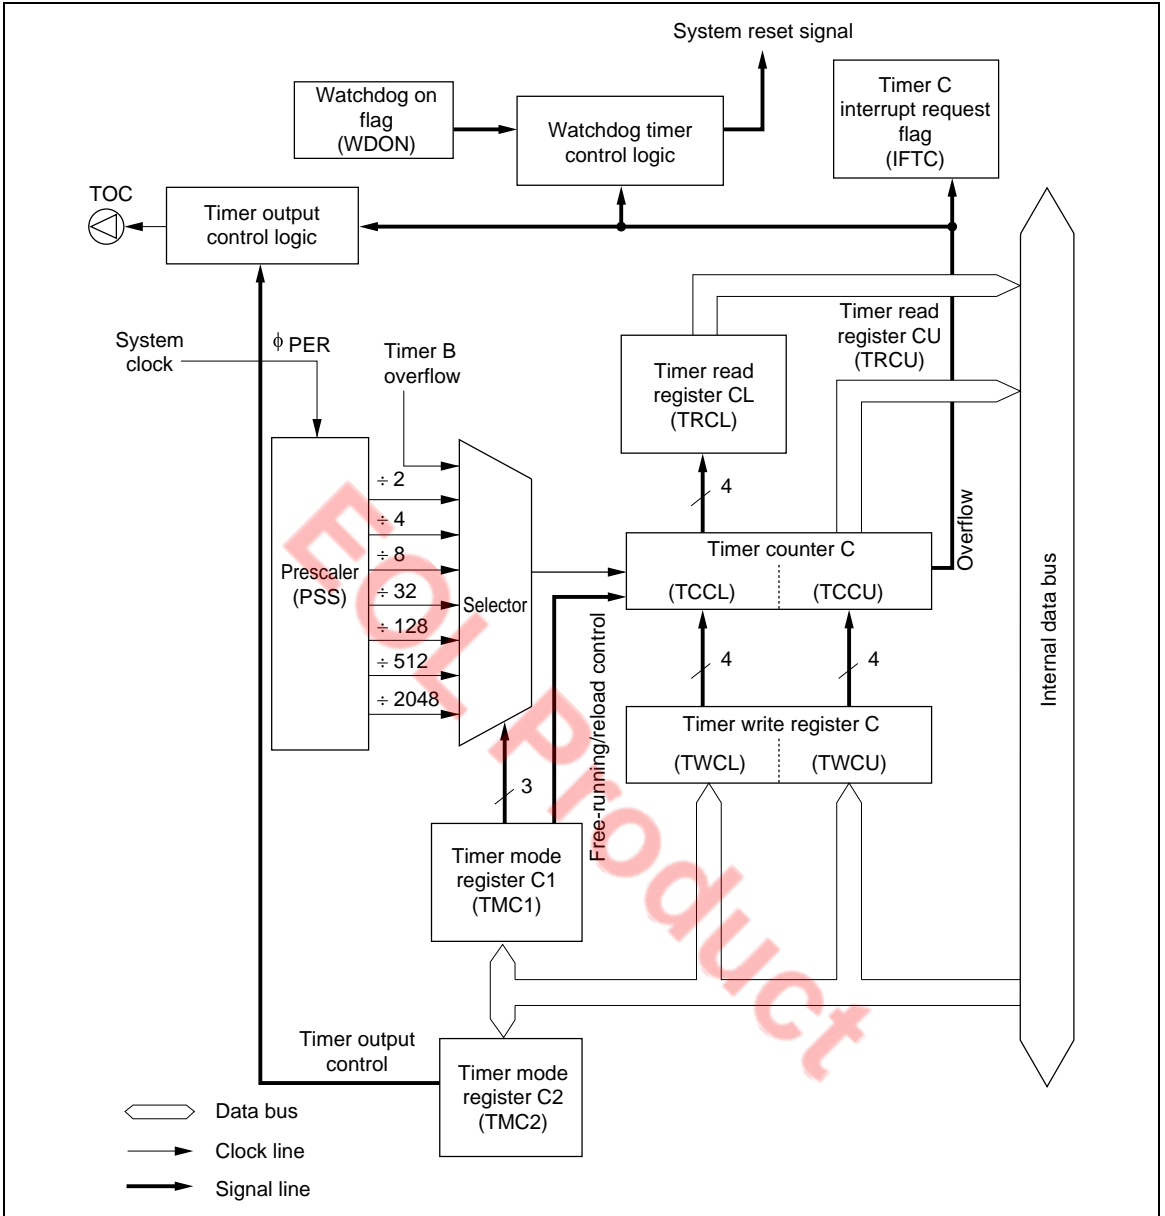 System reset signal
Watchdog on
flag
(WDON)
Watchdog timer
control logic
Timer C
interrupt request
flag
(IFTC)
TOC
Timer output
control logic
System
clock
ϕ PER
Timer B
overflow
Timer read
register CL
(TRCL)
Timer read
register CU
(TRCU)
Prescaler
(PSS)
÷ 2
÷ 4
÷ 8
÷ 32
÷ 128
÷ 512
÷ 2048
Selector
4
Timer counter C
(TCCL)
(TCCU)
Overflow
4
4
Timer write register C
(TWCL)
(TWCU)
Free-running/reload control
3
Timer mode
register C1
(TMC1)
Internal data bus
Timer output
control
Timer mode
register C2
(TMC2)
Data bus
Clock line
Signal line
EOL Product